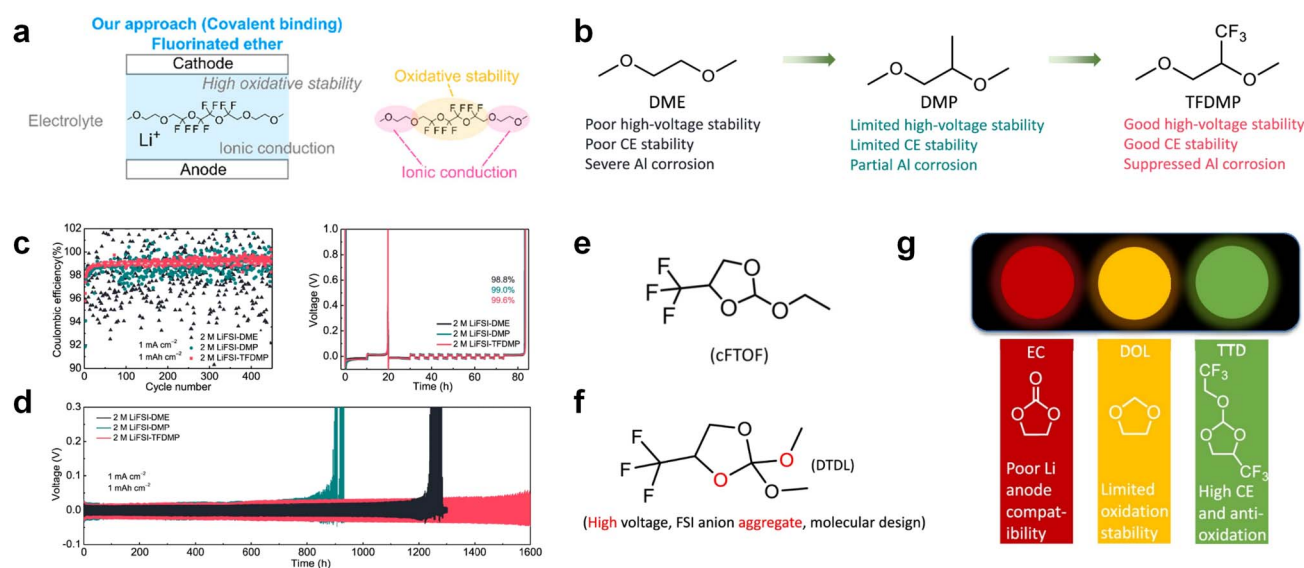 a
Our approach (Covalent binding)
Fluorinated ether
Cathode
High oxidative stability
Electrolyte
Li+
Ionic conduction
Anode
Oxidative stability
Ionic conduction
b
DME
Poor high-voltage stability
Poor CE stability
Severe Al corrosion
DMP
Limited high-voltage stability
Limited CE stability
Partial Al corrosion
CF3
TFDMP
Good high-voltage stability
Good CE stability
Suppressed Al corrosion
c
Coulombic efficiency(%)
102
100
98
96
94
92
90
1 mA cm-2
1 mAh cm-2
2 M LiFSI-DME
2 M LiFSI-DMP
2 M LiFSI-TFDMP
0 100 200 300 400
Cycle number
Voltage (V)
1.0
0.8
0.6
0.4
0.2
0.0
98.8%
99.0%
99.6%
2 M LiFSI-DME
2 M LiFSI-DMP
2 M LiFSI-TFDMP
0 20 40 60 80
Time (h)
d
Voltage (V)
0.3
0.2
0.1
0.0
-0.1
2 M LiFSI-DME
2 M LiFSI-DMP
2 M LiFSI-TFDMP
1 mA cm-2
1 mAh cm-2
0 200 400 600 800 1000 1200 1400 1600
Time (h)
e
F
F
F
O
O
O
(cFTOF)
f
F
F
F
O
O
O
O
(DTDL)
(High voltage, FSI anion aggregate, molecular design)
g
EC
O
O
O
Poor Li
anode
compat-
ibility
DOL
O
O
Limited
oxidation
stability
TTD
CF3
O
O
O
CF3
High CE
and anti-
oxidation